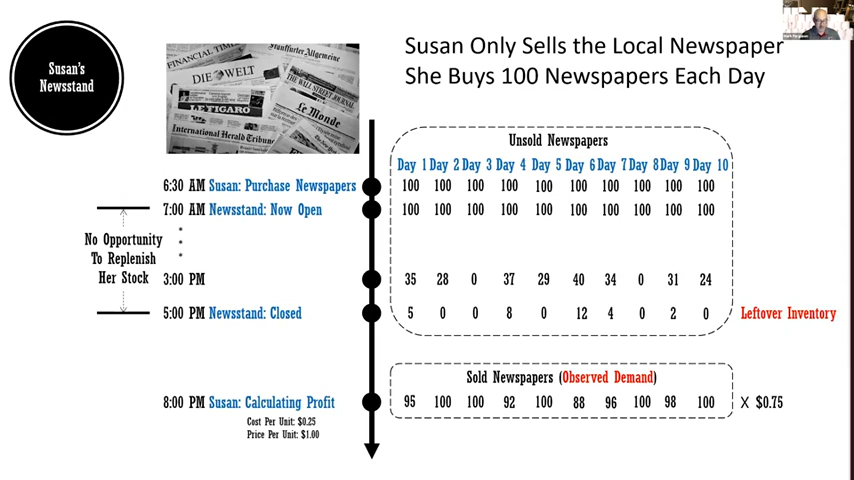 Susan's
Newsstand
FINANCIAL TIMES
Frankfurter Allgemeine
DIE WELT
THE WALL STREET JOURNAL
LE FIGARO
Le Monde
International Herald Tribune
Susan Only Sells the Local Newspaper
She Buys 100 Newspapers Each Day
Unsold Newspapers
Day 1 Day 2 Day 3 Day 4 Day 5 Day 6 Day 7 Day 8 Day 9 Day 10
6:30 AM Susan: Purchase Newspapers 100 100 100 100 100 100 100 100 100 100
7:00 AM Newsstand: Now Open 100 100 100 100 100 100 100 100 100 100
No Opportunity
To Replenish
Her Stock
3:00 PM 35 28 0 37 29 40 34 0 31 24
5:00 PM Newsstand: Closed 5 0 0 8 0 12 4 0 2 0 Leftover Inventory
Sold Newspapers (Observed Demand)
8:00 PM Susan: Calculating Profit 95 100 100 92 100 88 96 100 98 100 X $0.75
Cost Per Unit: $0.25
Price Per Unit: $1.00